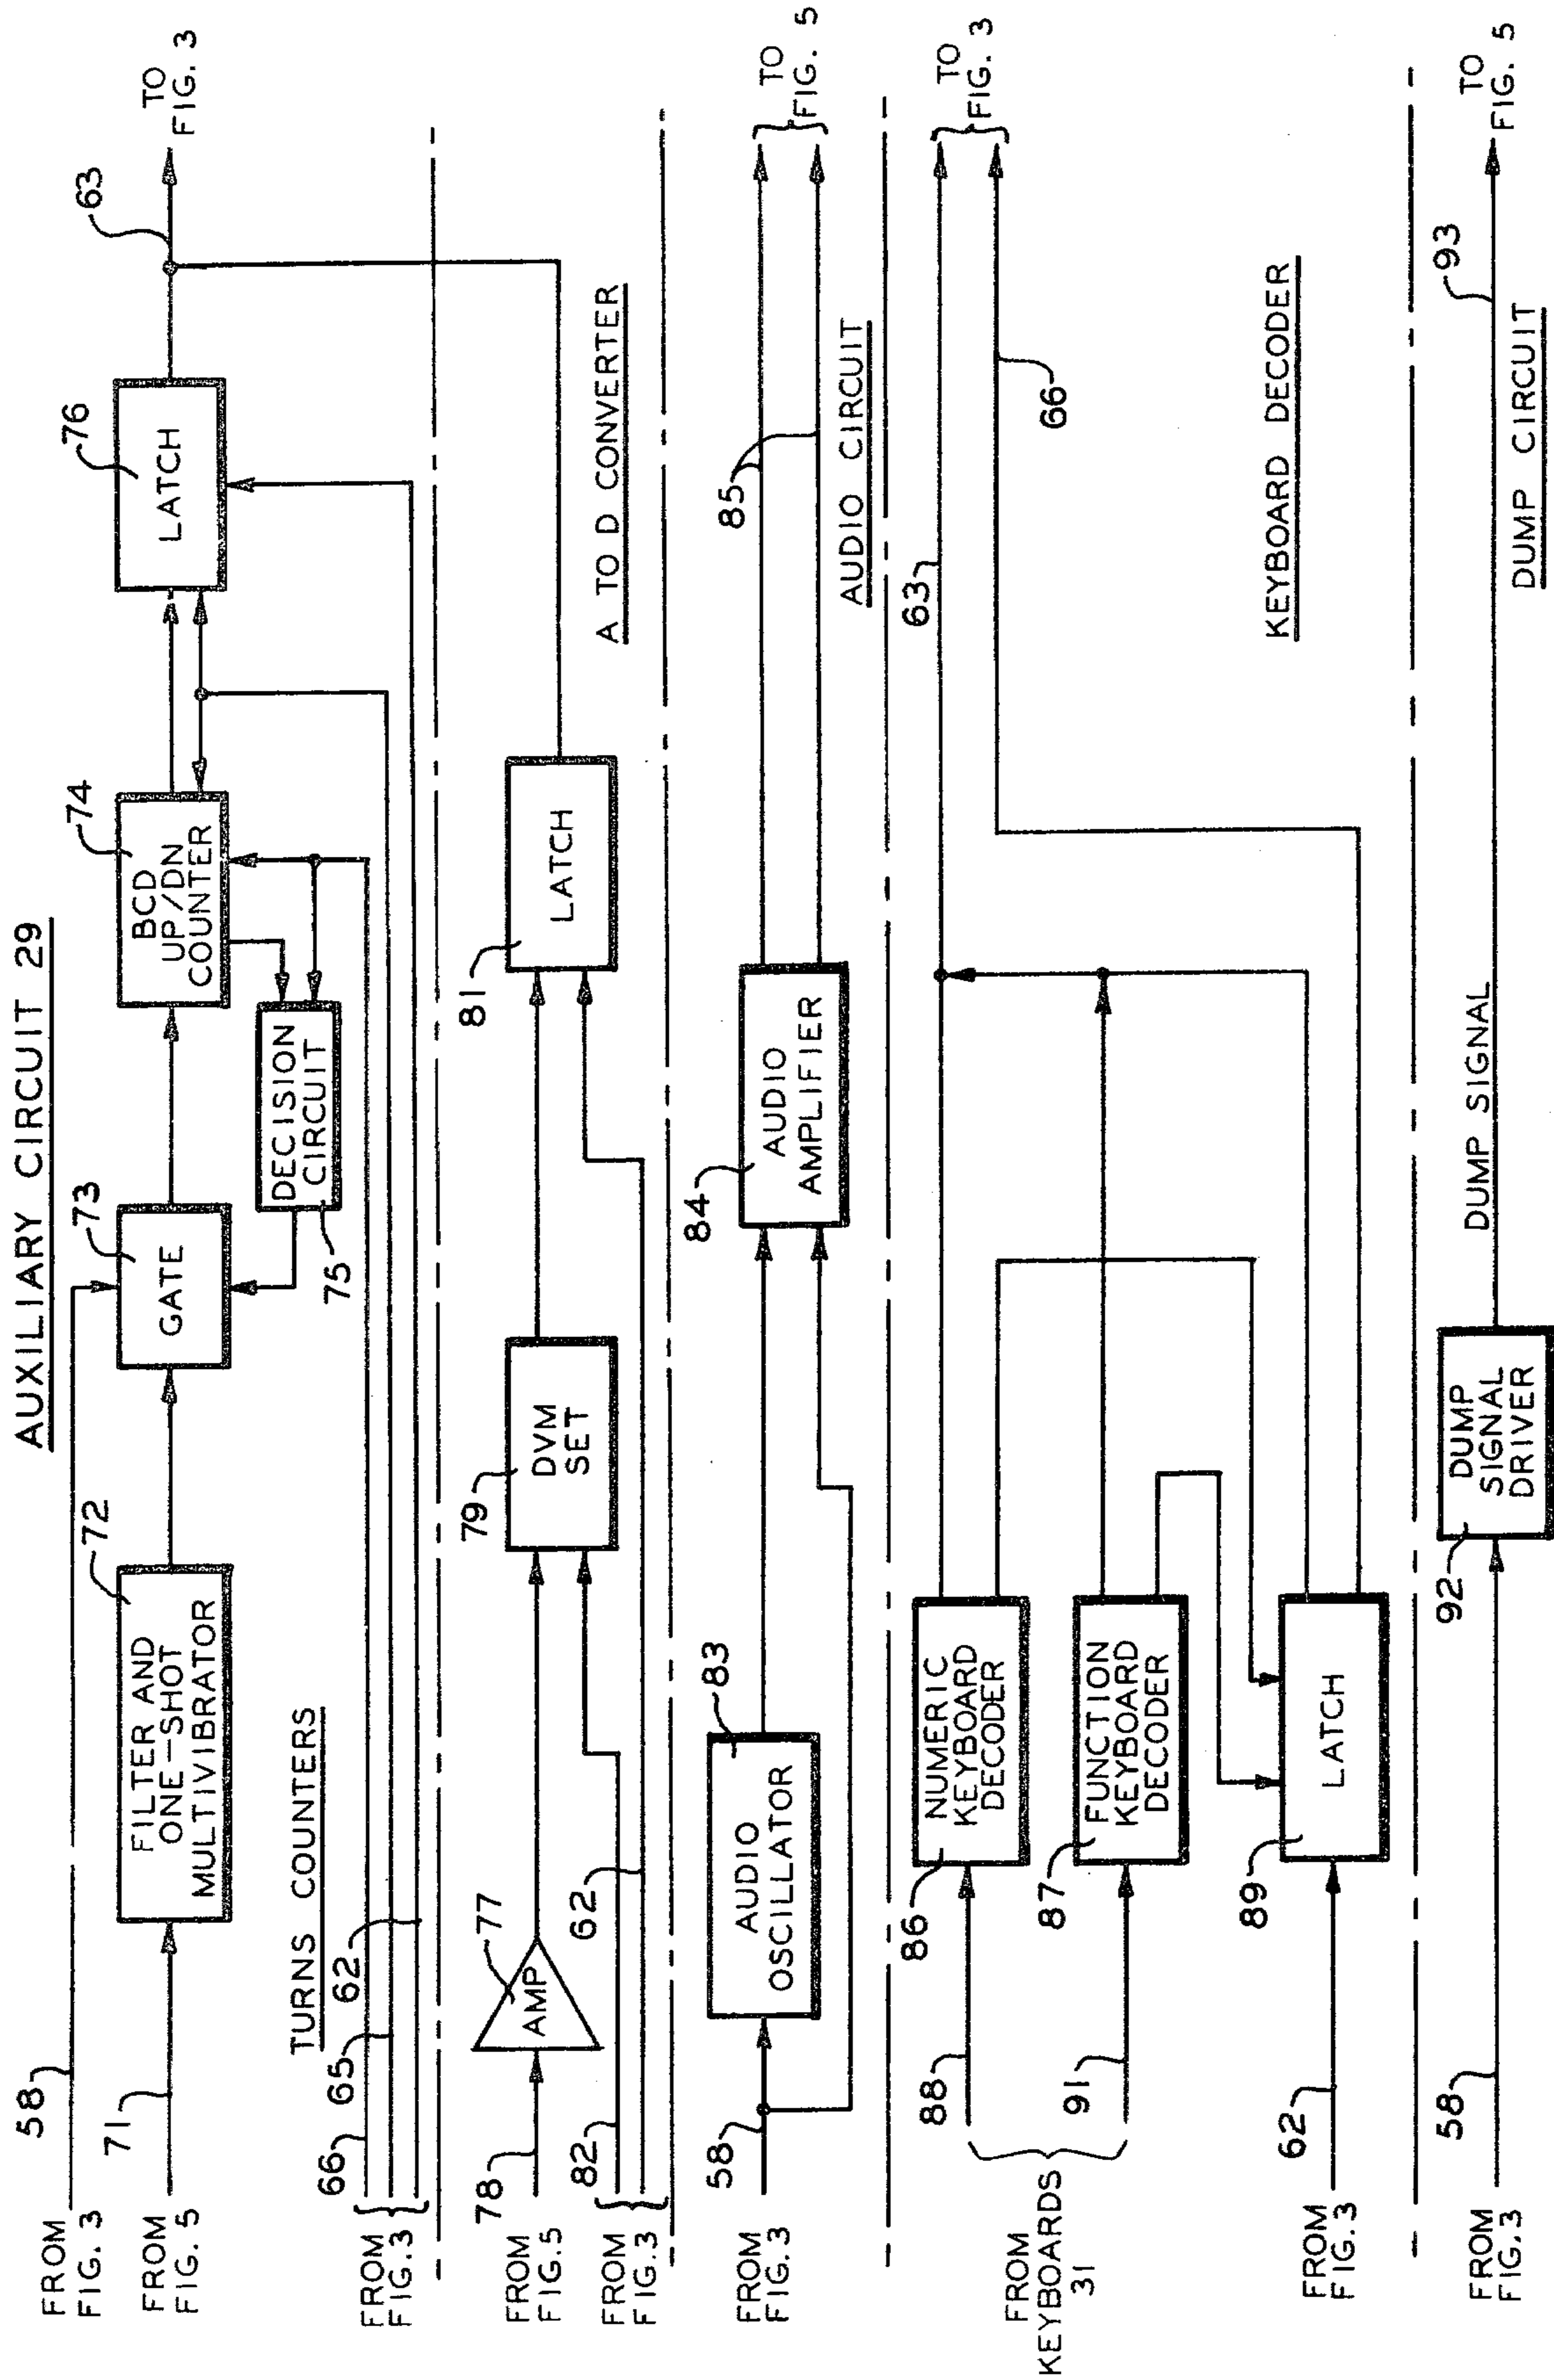 AUXILIARY CIRCUIT 29
FROM
FIG. 3
58
FROM
FIG. 5
71
FILTER AND
ONE-SHOT
MULTIVIBRATOR
72
GATE
73
BCD
UP/DN
COUNTER
74
DECISION
CIRCUIT
75
LATCH
76
63
TO
FIG. 3
TURNS COUNTERS
FROM
FIG.3
66
65
62
FROM
FIG.5
78
AMP
77
DVM
SET
79
LATCH
81
A TO D CONVERTER
FROM
FIG.3
82
62
FROM
FIG.3
58
AUDIO
OSCILLATOR
83
AUDIO
AMPLIFIER
84
85
TO
FIG. 5
AUDIO CIRCUIT
FROM
KEYBOARDS
31
88
91
NUMERIC
KEYBOARD
DECODER
86
FUNCTION
KEYBOARD
DECODER
87
63
66
TO
FIG. 3
FROM
FIG.3
62
LATCH
89
KEYBOARD DECODER
FROM
FIG.3
58
DUMP
SIGNAL
DRIVER
92
DUMP SIGNAL
93
TO
FIG. 5
DUMP CIRCUIT